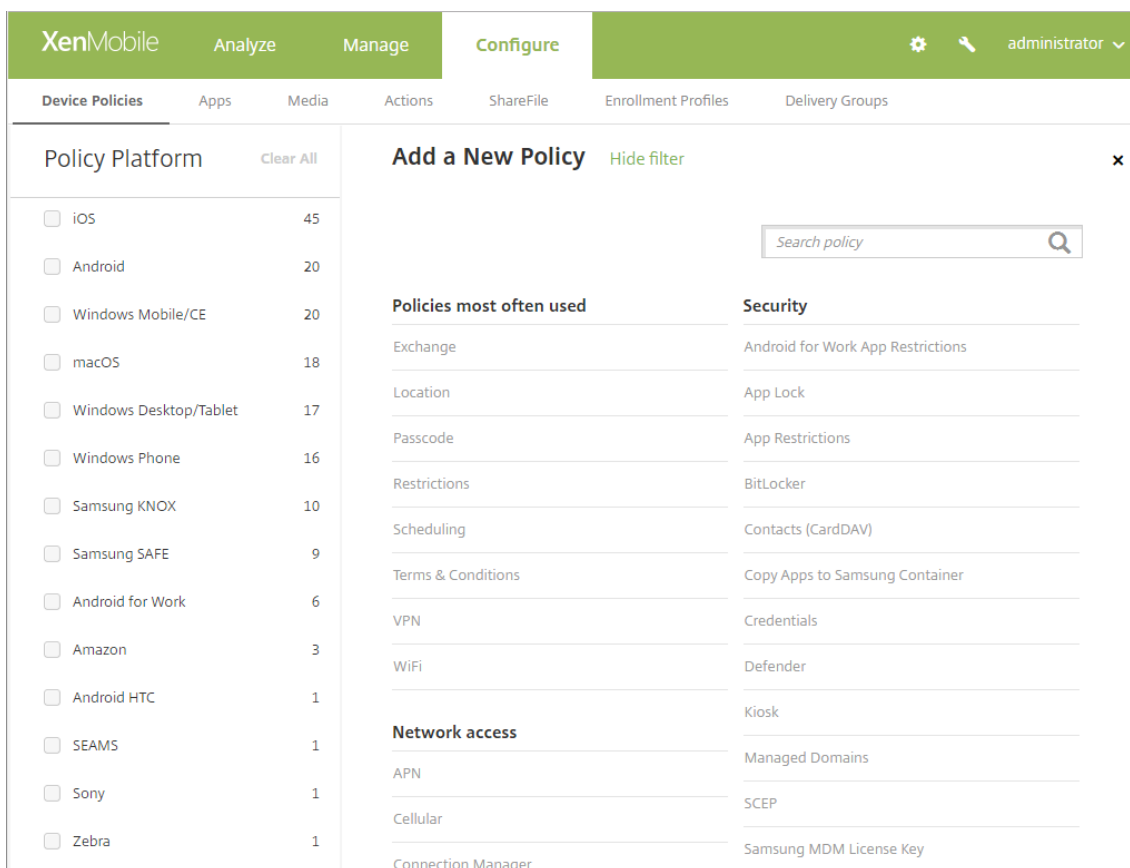 XenMobile Analyze Manage Configure administrator
Device Policies Apps Media Actions ShareFile Enrollment Profiles Delivery Groups
Policy Platform Clear All
iOS 45
Android 20
Windows Mobile/CE 20
macOS 18
Windows Desktop/Tablet 17
Windows Phone 16
Samsung KNOX 10
Samsung SAFE 9
Android for Work 6
Amazon 3
Android HTC 1
SEAMS 1
Sony 1
Zebra 1
Add a New Policy Hide filter
Search policy
Policies most often used
Exchange
Location
Passcode
Restrictions
Scheduling
Terms & Conditions
VPN
WiFi
Network access
APN
Cellular
Connection Manager
Security
Android for Work App Restrictions
App Lock
App Restrictions
BitLocker
Contacts (CardDAV)
Copy Apps to Samsung Container
Credentials
Defender
Kiosk
Managed Domains
SCEP
Samsung MDM License Key